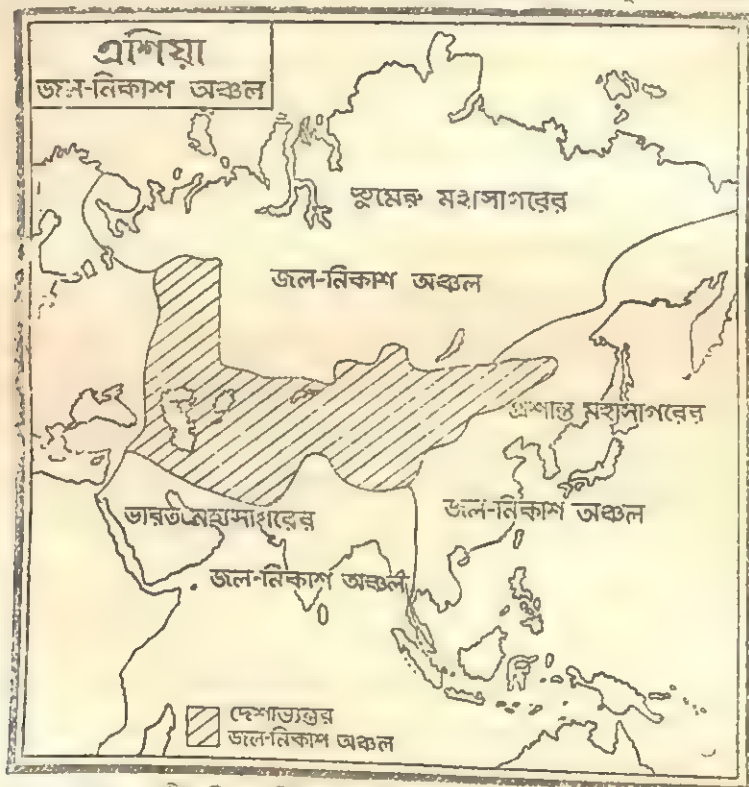 এশিয়া
জল-নিকাশ অঞ্চল
সুমেরু মহাসাগরের
জল-নিকাশ অঞ্চল
প্রশান্ত মহাসাগরের
জল-নিকাশ অঞ্চল
ভারত মহাসাগরের
জল-নিকাশ অঞ্চল
দেশাভ্যন্তর
জল-নিকাশ অঞ্চল